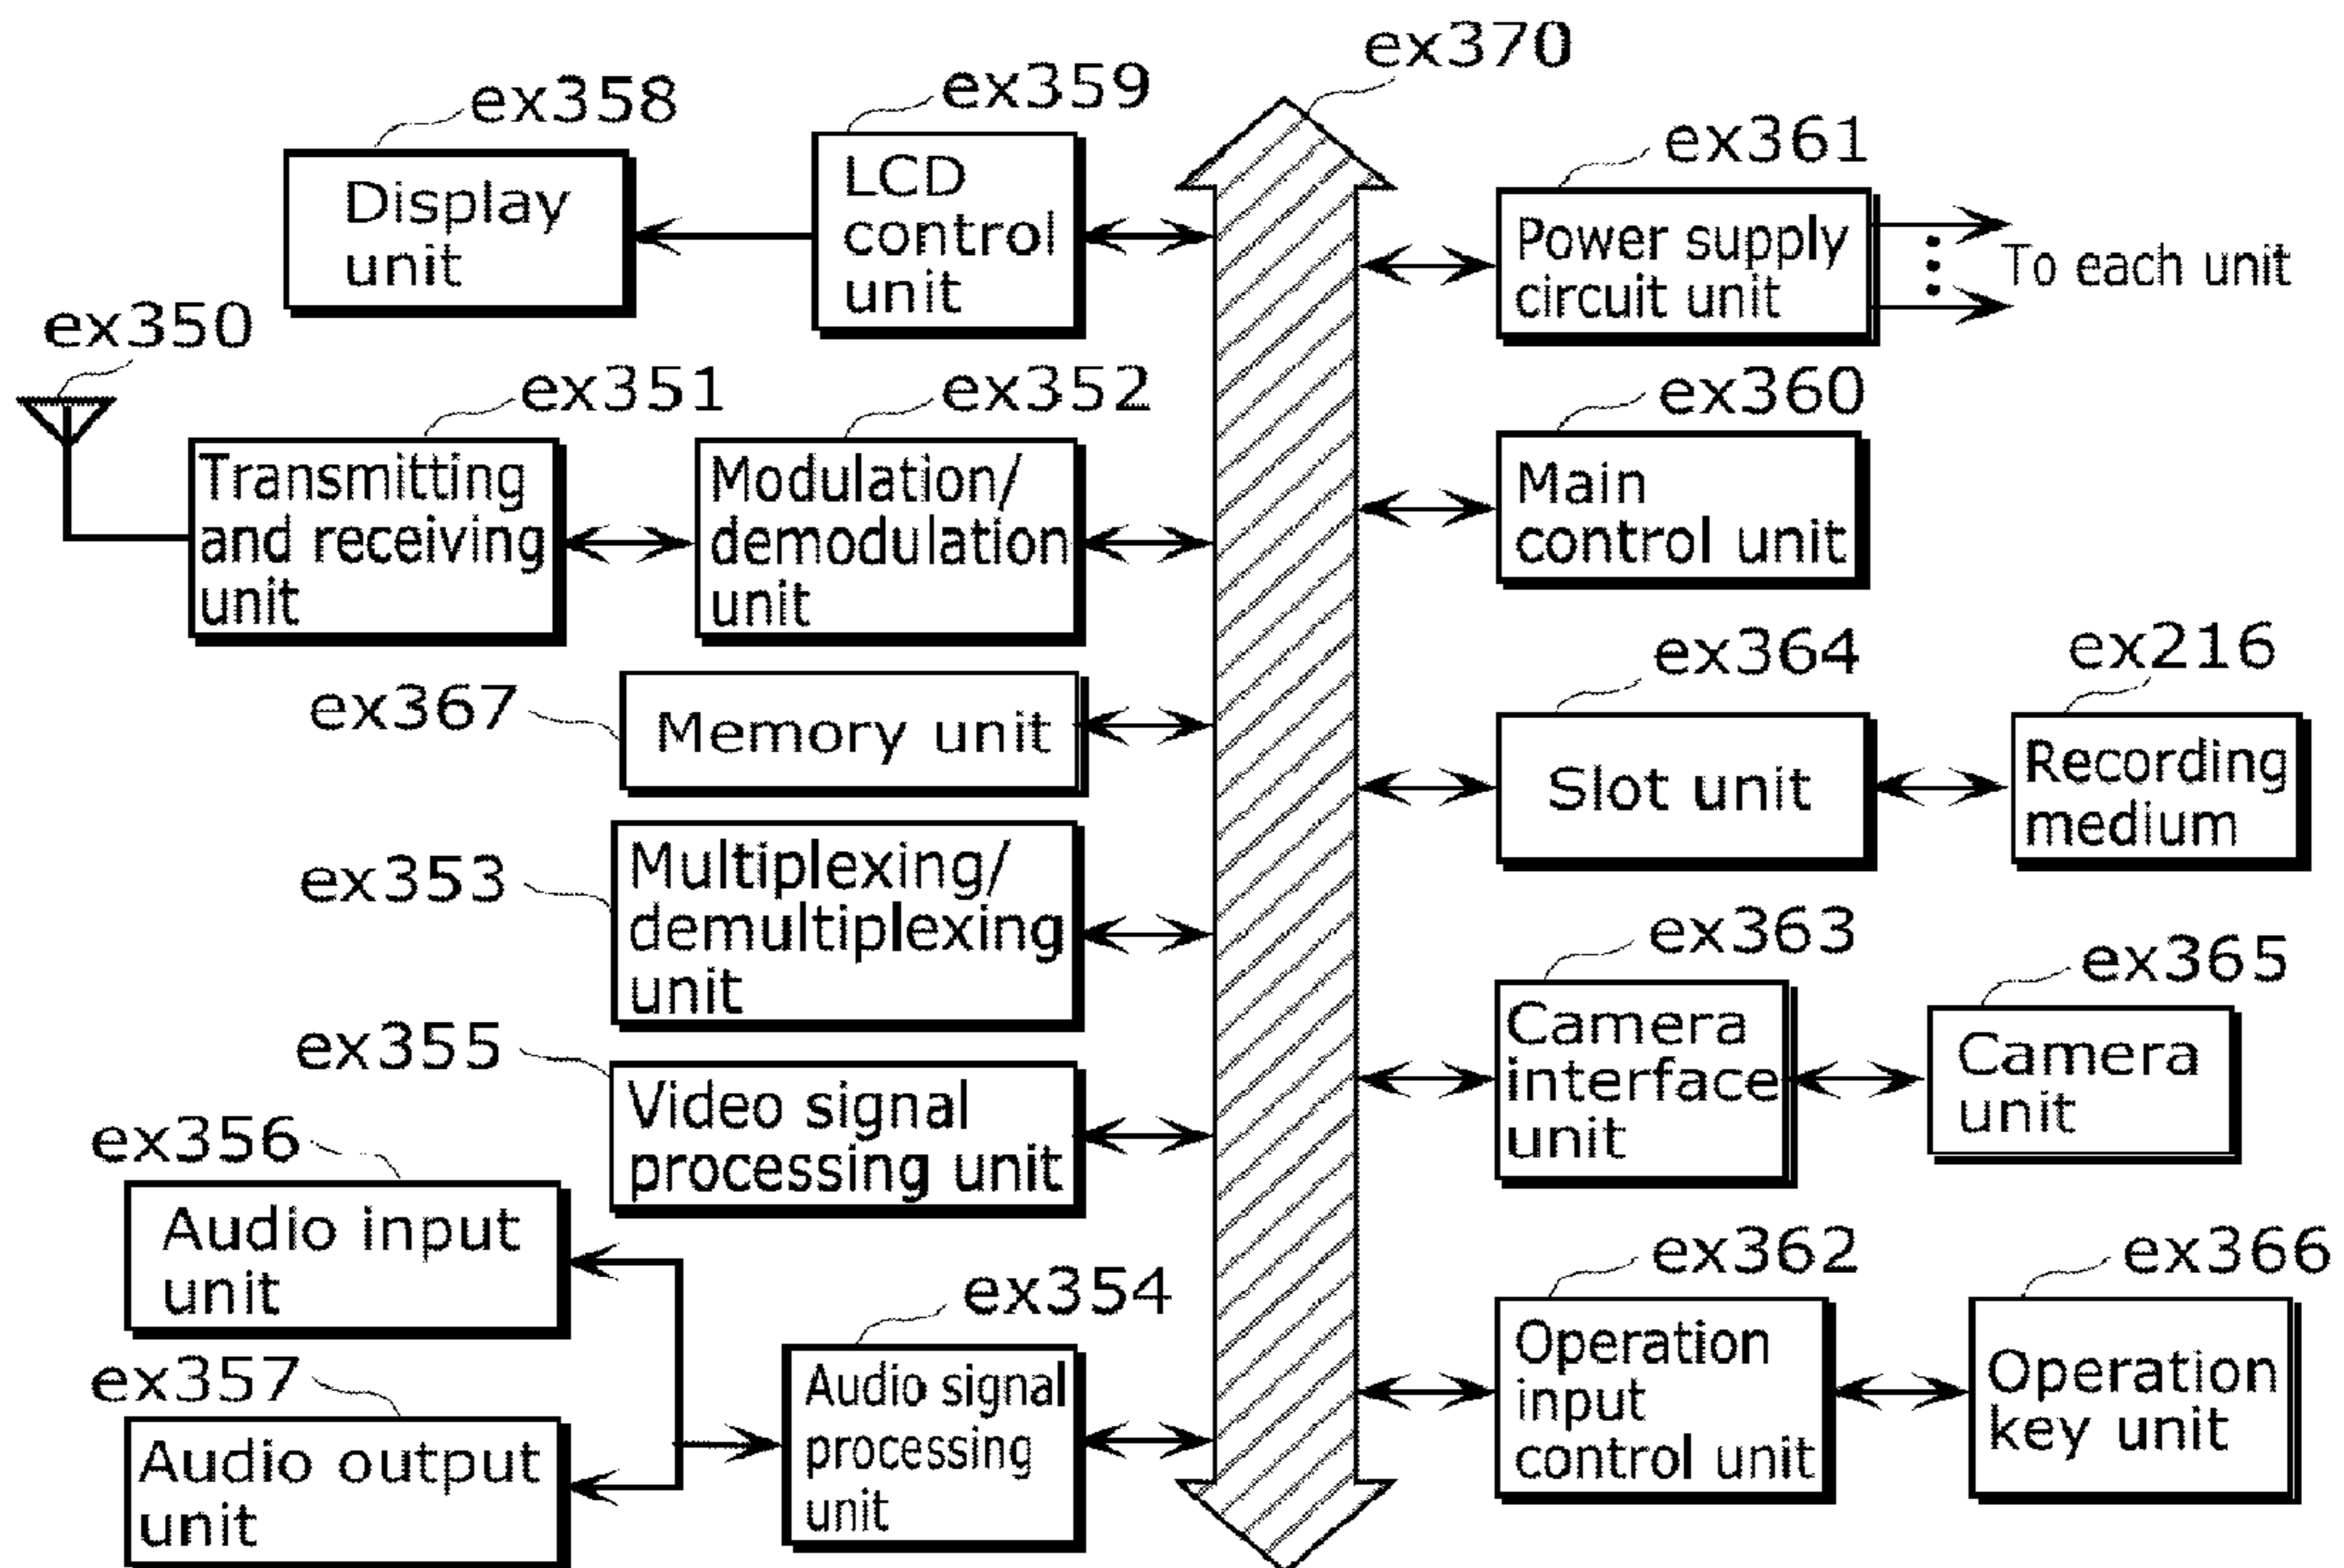 ex370
ex358
ex359
ex361
Display
unit
LCD
control
unit
Power supply
circuit unit
To each unit
ex350
ex351
ex352
ex360
Transmitting
and receiving
unit
Modulation/
demodulation
unit
Main
control unit
ex367
Memory unit
ex364
ex216
Slot unit
Recording
medium
ex353
Multiplexing/
demultiplexing
unit
ex363
ex365
Camera
interface
unit
Camera
unit
ex355
Video signal
processing unit
ex356
Audio input
unit
ex357
Audio output
unit
ex354
Audio signal
processing
unit
ex362
ex366
Operation
input
control unit
Operation
key unit